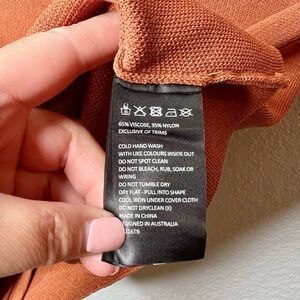 65% VISCOSE, 35% NYLON
EXCLUSIVE OF TRIMS
COLD HAND WASH
WITH LIKE COLOURS INSIDE OUT
DO NOT SPOT CLEAN
DO NOT BLEACH, RUB, SOAK OR
WRING
DO NOT TUMBLE DRY
DRY FLAT - PULL INTO SHAPE
COOL IRON UNDER COVER CLOTH
DO NOT DRYCLEAN (X)
MADE IN CHINA
DESIGNED IN AUSTRALIA